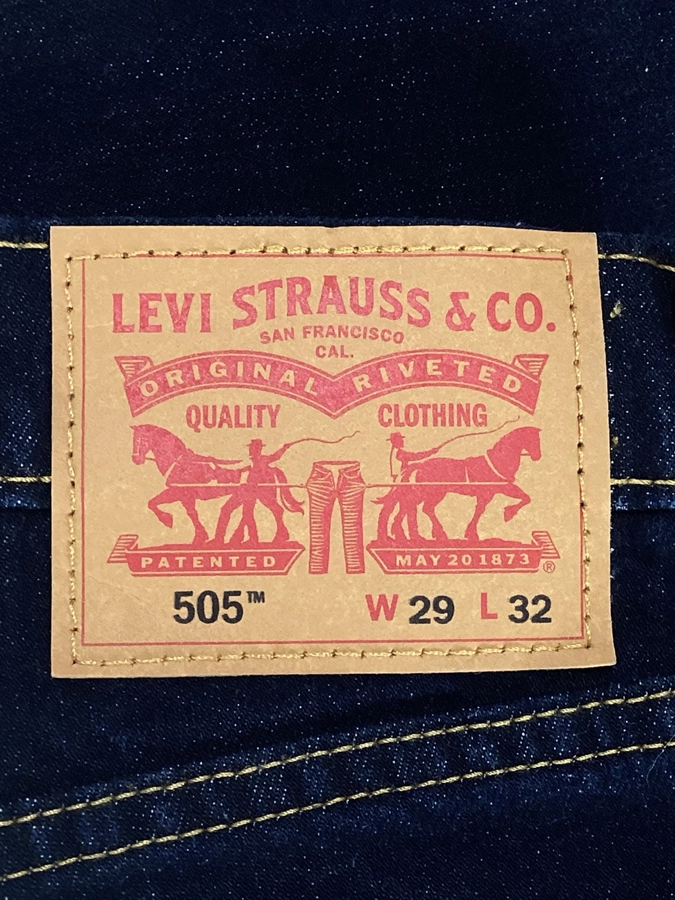 LEVI STRAUSS & CO.
SAN FRANCISCO
CAL.
ORIGINAL RIVETED
QUALITY CLOTHING
PATENTED MAY 20 1873 ®
505™ W 29 L 32